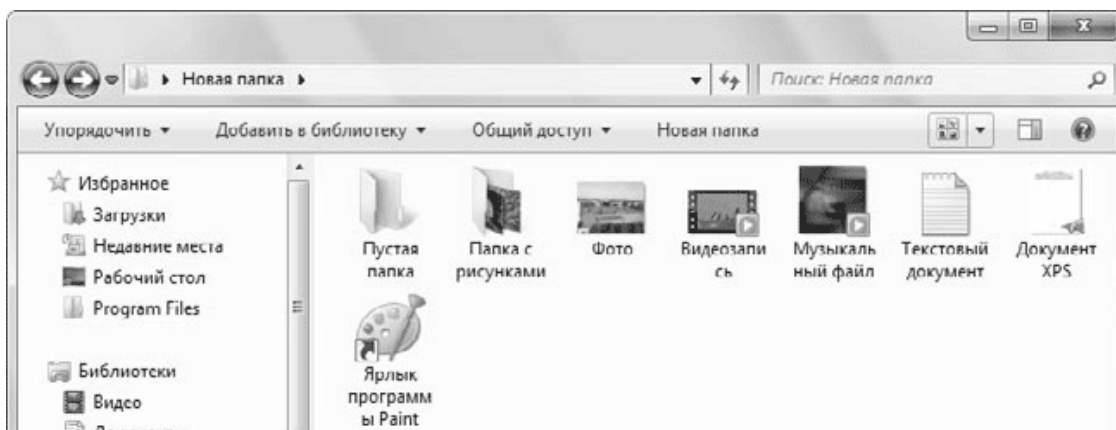 Новая папка
Поиск: Новая папка
Упорядочить Добавить в библиотеку Общий доступ Новая папка
Избранное
Загрузки
Недавние места
Рабочий стол
Program Files
Библиотеки
Видео
Пустая
папка
Папка с
рисунками
Фото
Видеозапи
сь
Музыкаль
ный файл
Текстовый
документ
Документ
XPS
Ярлык
программ
ы Paint